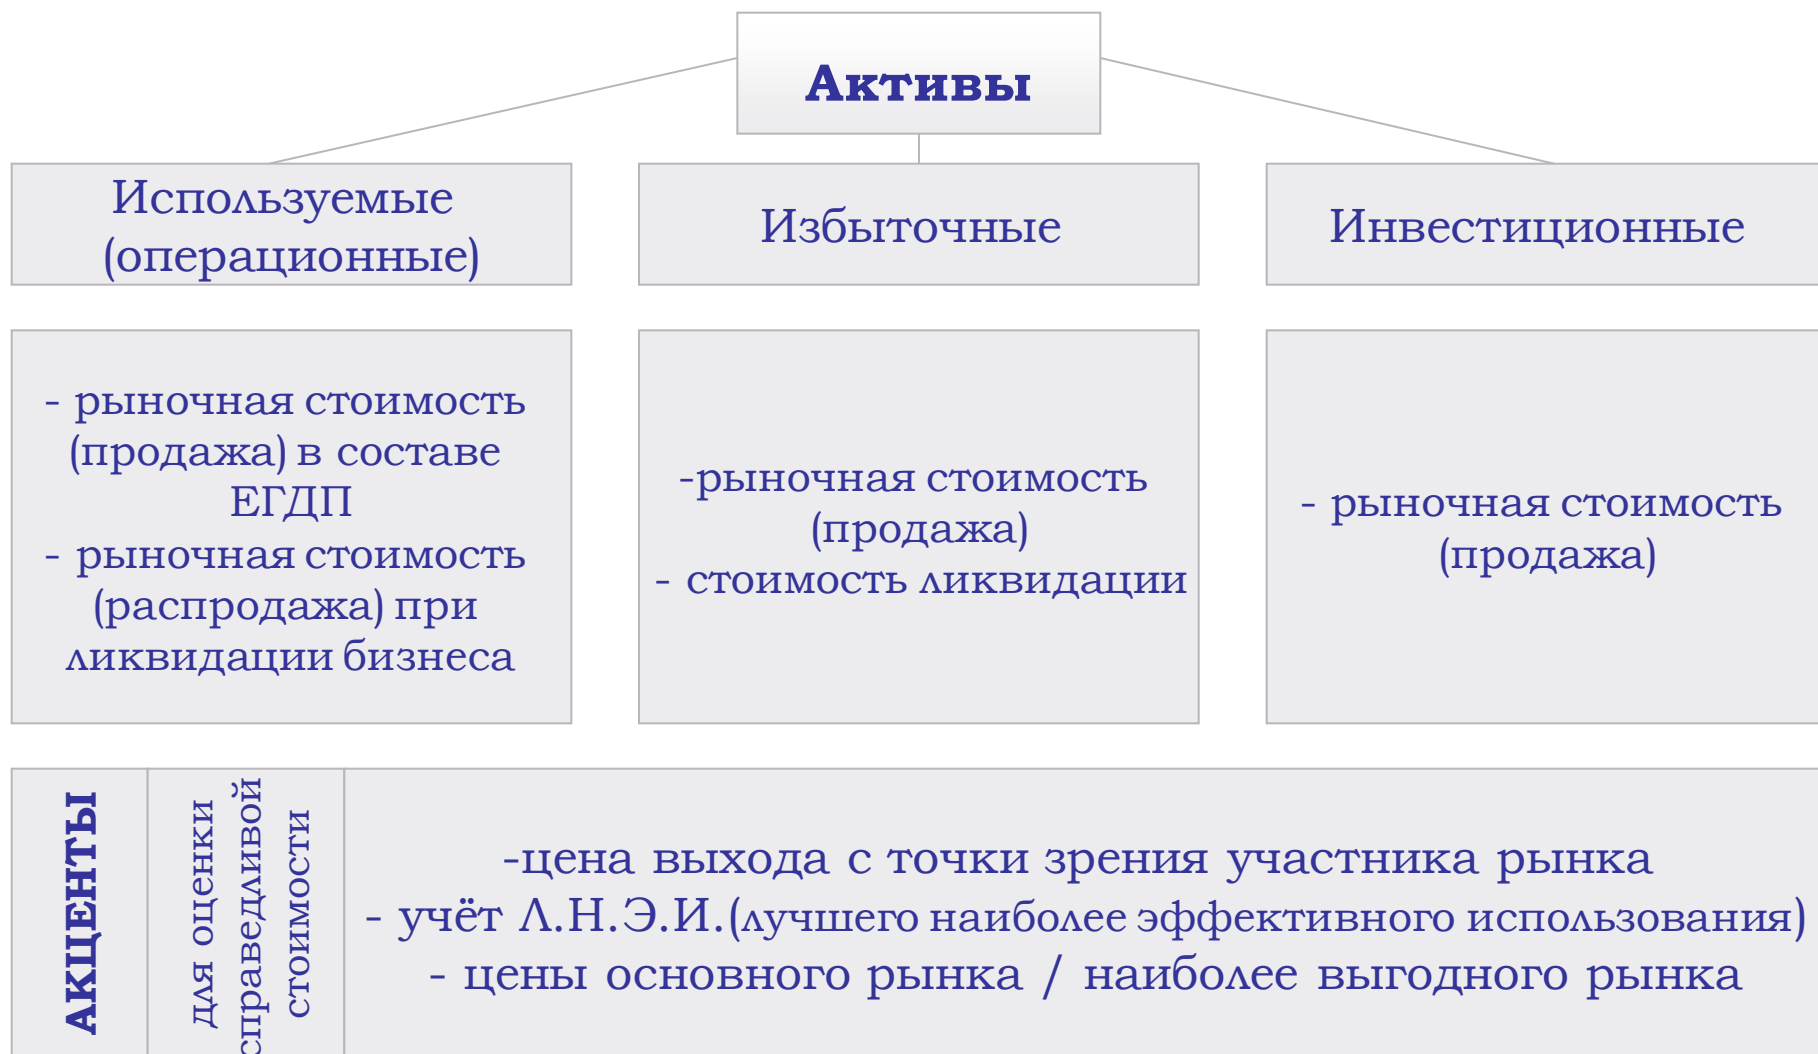 Активы
Используемые
(операционные)
Избыточные
Инвестиционные
- рыночная стоимость
(продажа) в составе
ЕГДП
- рыночная стоимость
(распродажа) при
ликвидации бизнеса
-рыночная стоимость
(продажа)
- стоимость ликвидации
- рыночная стоимость
(продажа)
АКЦЕНТЫ
для оценки
справедливой
стоимости
-цена выхода с точки зрения участника рынка
- учёт Л.Н.Э.И.(лучшего наиболее эффективного использования)
- цены основного рынка / наиболее выгодного рынка